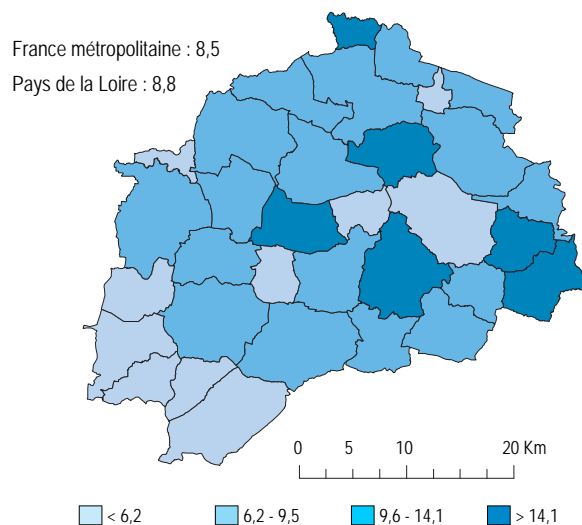 France métropolitaine : 8,5
Pays de la Loire : 8,8
0 5 10 20 Km
< 6,2 6,2 - 9,5 9,6 - 14,1 > 14,1